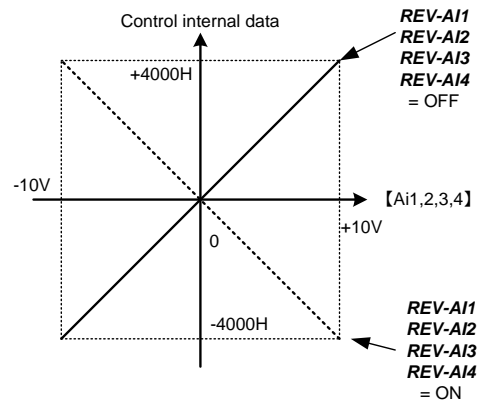 Control internal data
REV-AI1
REV-AI2
REV-AI3
REV-AI4
= OFF
+4000H
-10V
【Ai1,2,3,4】
+10V
0
-4000H
REV-AI1
REV-AI2
REV-AI3
REV-AI4
= ON